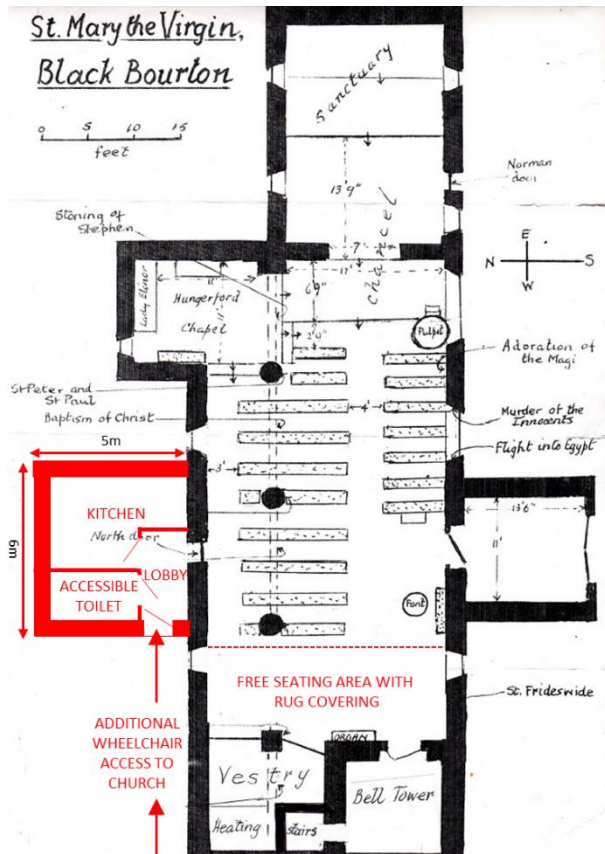 St. Mary the Virgin,
Black Bourton
0 5 10 15
feet
Sanctuary
13'9"
Norman
door
7'
17'
Chancel
E
N S
W
Stoning of
Stephen
6'9"
11'
11'
Lady Elinor
Hungerford
Chapel
2'9"
Pulpit
Adoration of
the Magi
St Peter and
St Paul
Baptism of Christ
4'
Murder of the
Innocents
Flight into Egypt
5m
3'
6m
KITCHEN
North door
LOBBY
ACCESSIBLE
TOILET
13'6"
11'
Font
FREE SEATING AREA WITH
RUG COVERING
St. Frideswide
ADDITIONAL
WHEELCHAIR
ACCESS TO
CHURCH
ORGAN
Vestry
Bell Tower
Heating
Stairs